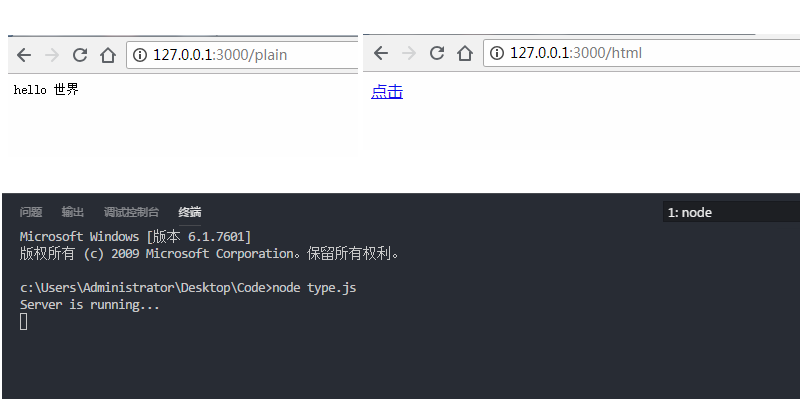 127.0.0.1:3000/plain
127.0.0.1:3000/html
hello 世界
点击
问题 输出 调试控制台 终端
1: node
Microsoft Windows [版本 6.1.7601]
版权所有 (c) 2009 Microsoft Corporation。保留所有权利。
c:\Users\Administrator\Desktop\Code>node type.js
Server is running...